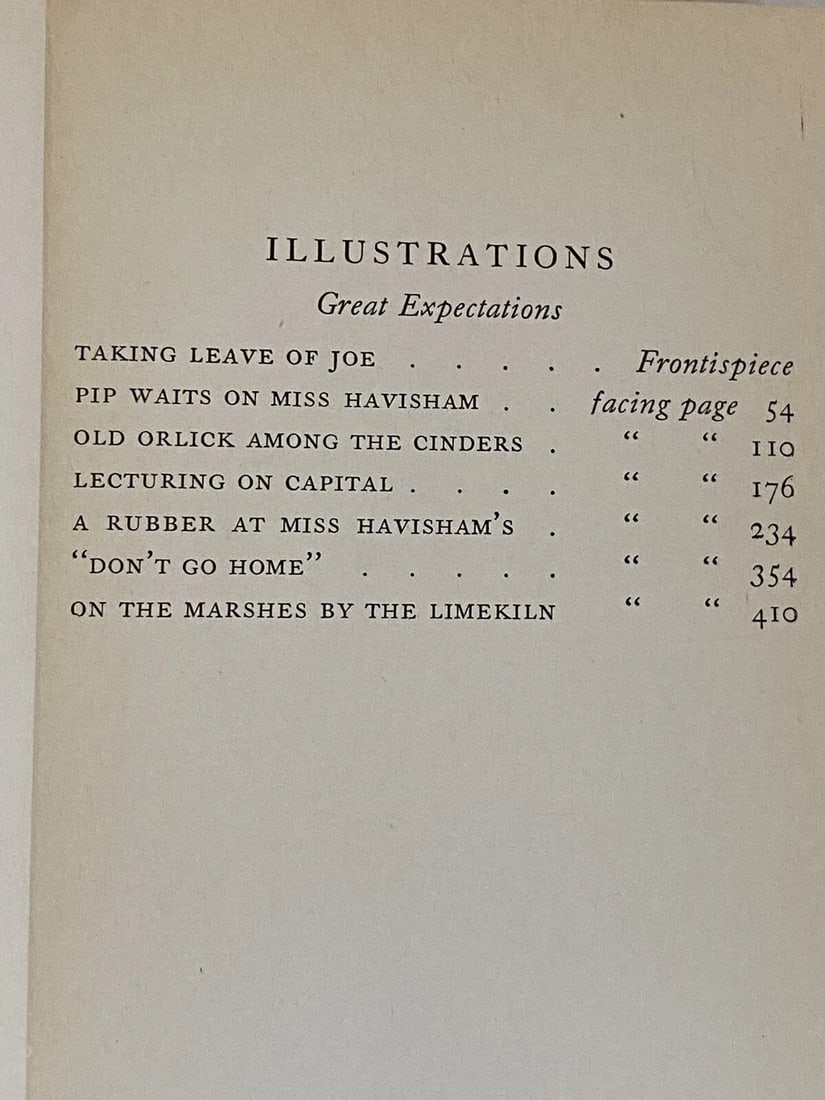 ILLUSTRATIONS
Great Expectations
TAKING LEAVE OF JOE . . . . . Frontispiece
PIP WAITS ON MISS HAVISHAM . . facing page 54
OLD ORLICK AMONG THE CINDERS . “ “ 110
LECTURING ON CAPITAL . . . . “ “ 176
A RUBBER AT MISS HAVISHAM’S . “ “ 234
“DON’T GO HOME” . . . . . “ “ 354
ON THE MARSHES BY THE LIMEKILN “ “ 410